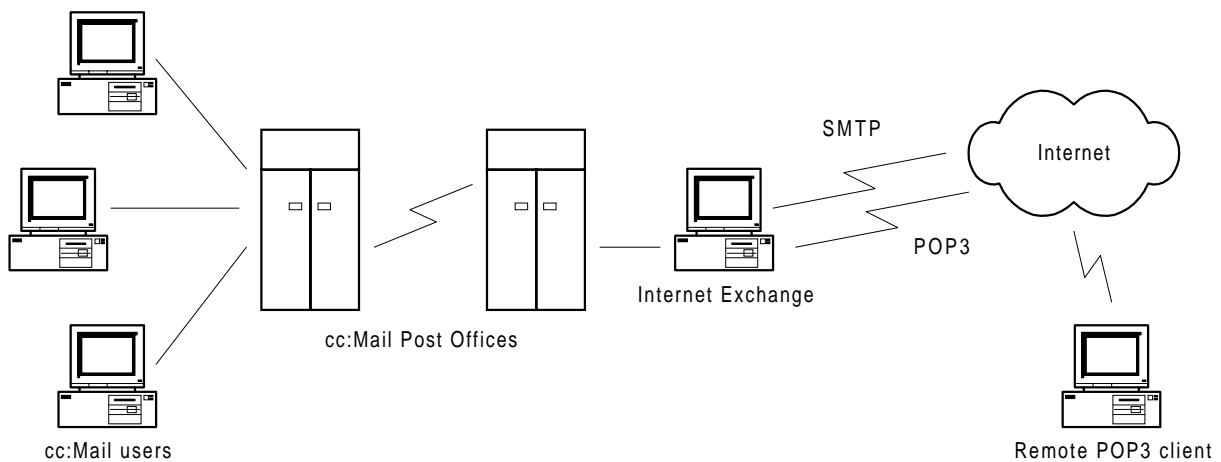 SMTP
Internet
POP3
Internet Exchange
cc:Mail Post Offices
cc:Mail users
Remote POP3 client